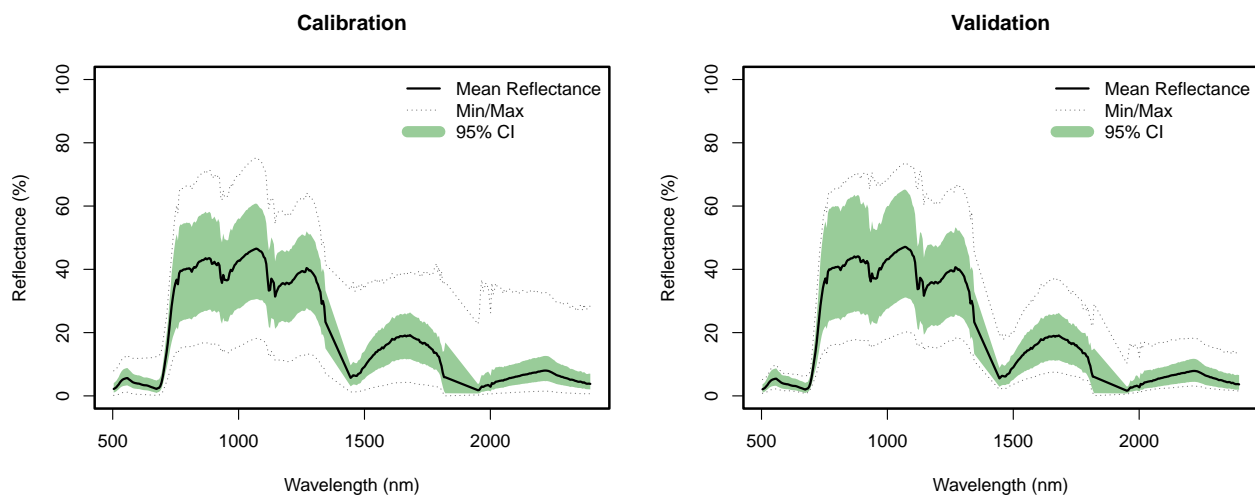 Calibration
Reflectance (%)
100
80
60
40
20
0
Mean Reflectance
Min/Max
95% CI
500 1000 1500 2000
Wavelength (nm)
Validation
Reflectance (%)
100
80
60
40
20
0
Mean Reflectance
Min/Max
95% CI
500 1000 1500 2000
Wavelength (nm)